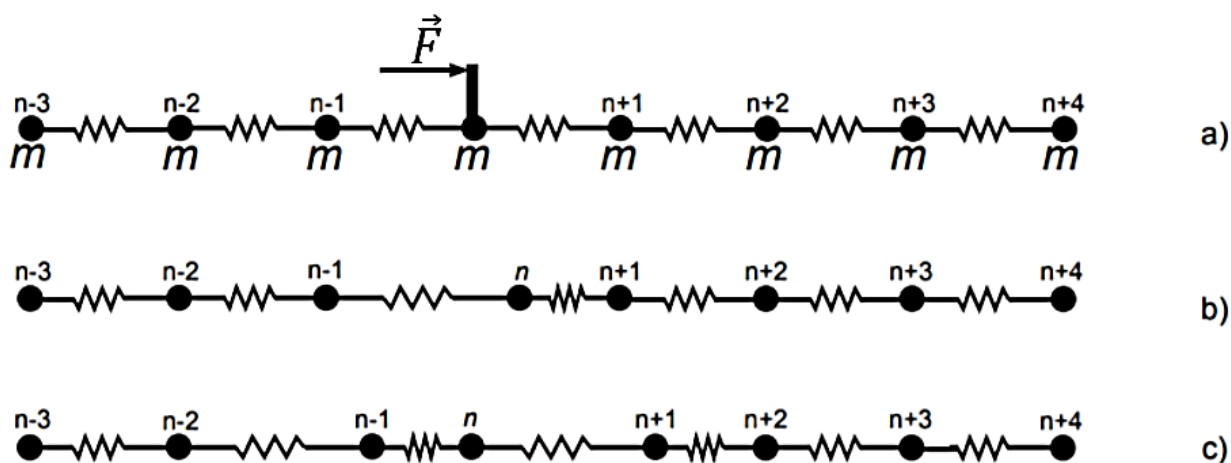 F⃗
n-3 n-2 n-1 n+1 n+2 n+3 n+4
m m m m m m m m a)
n-3 n-2 n-1 n n+1 n+2 n+3 n+4
b)
n-3 n-2 n-1 n n+1 n+2 n+3 n+4
c)